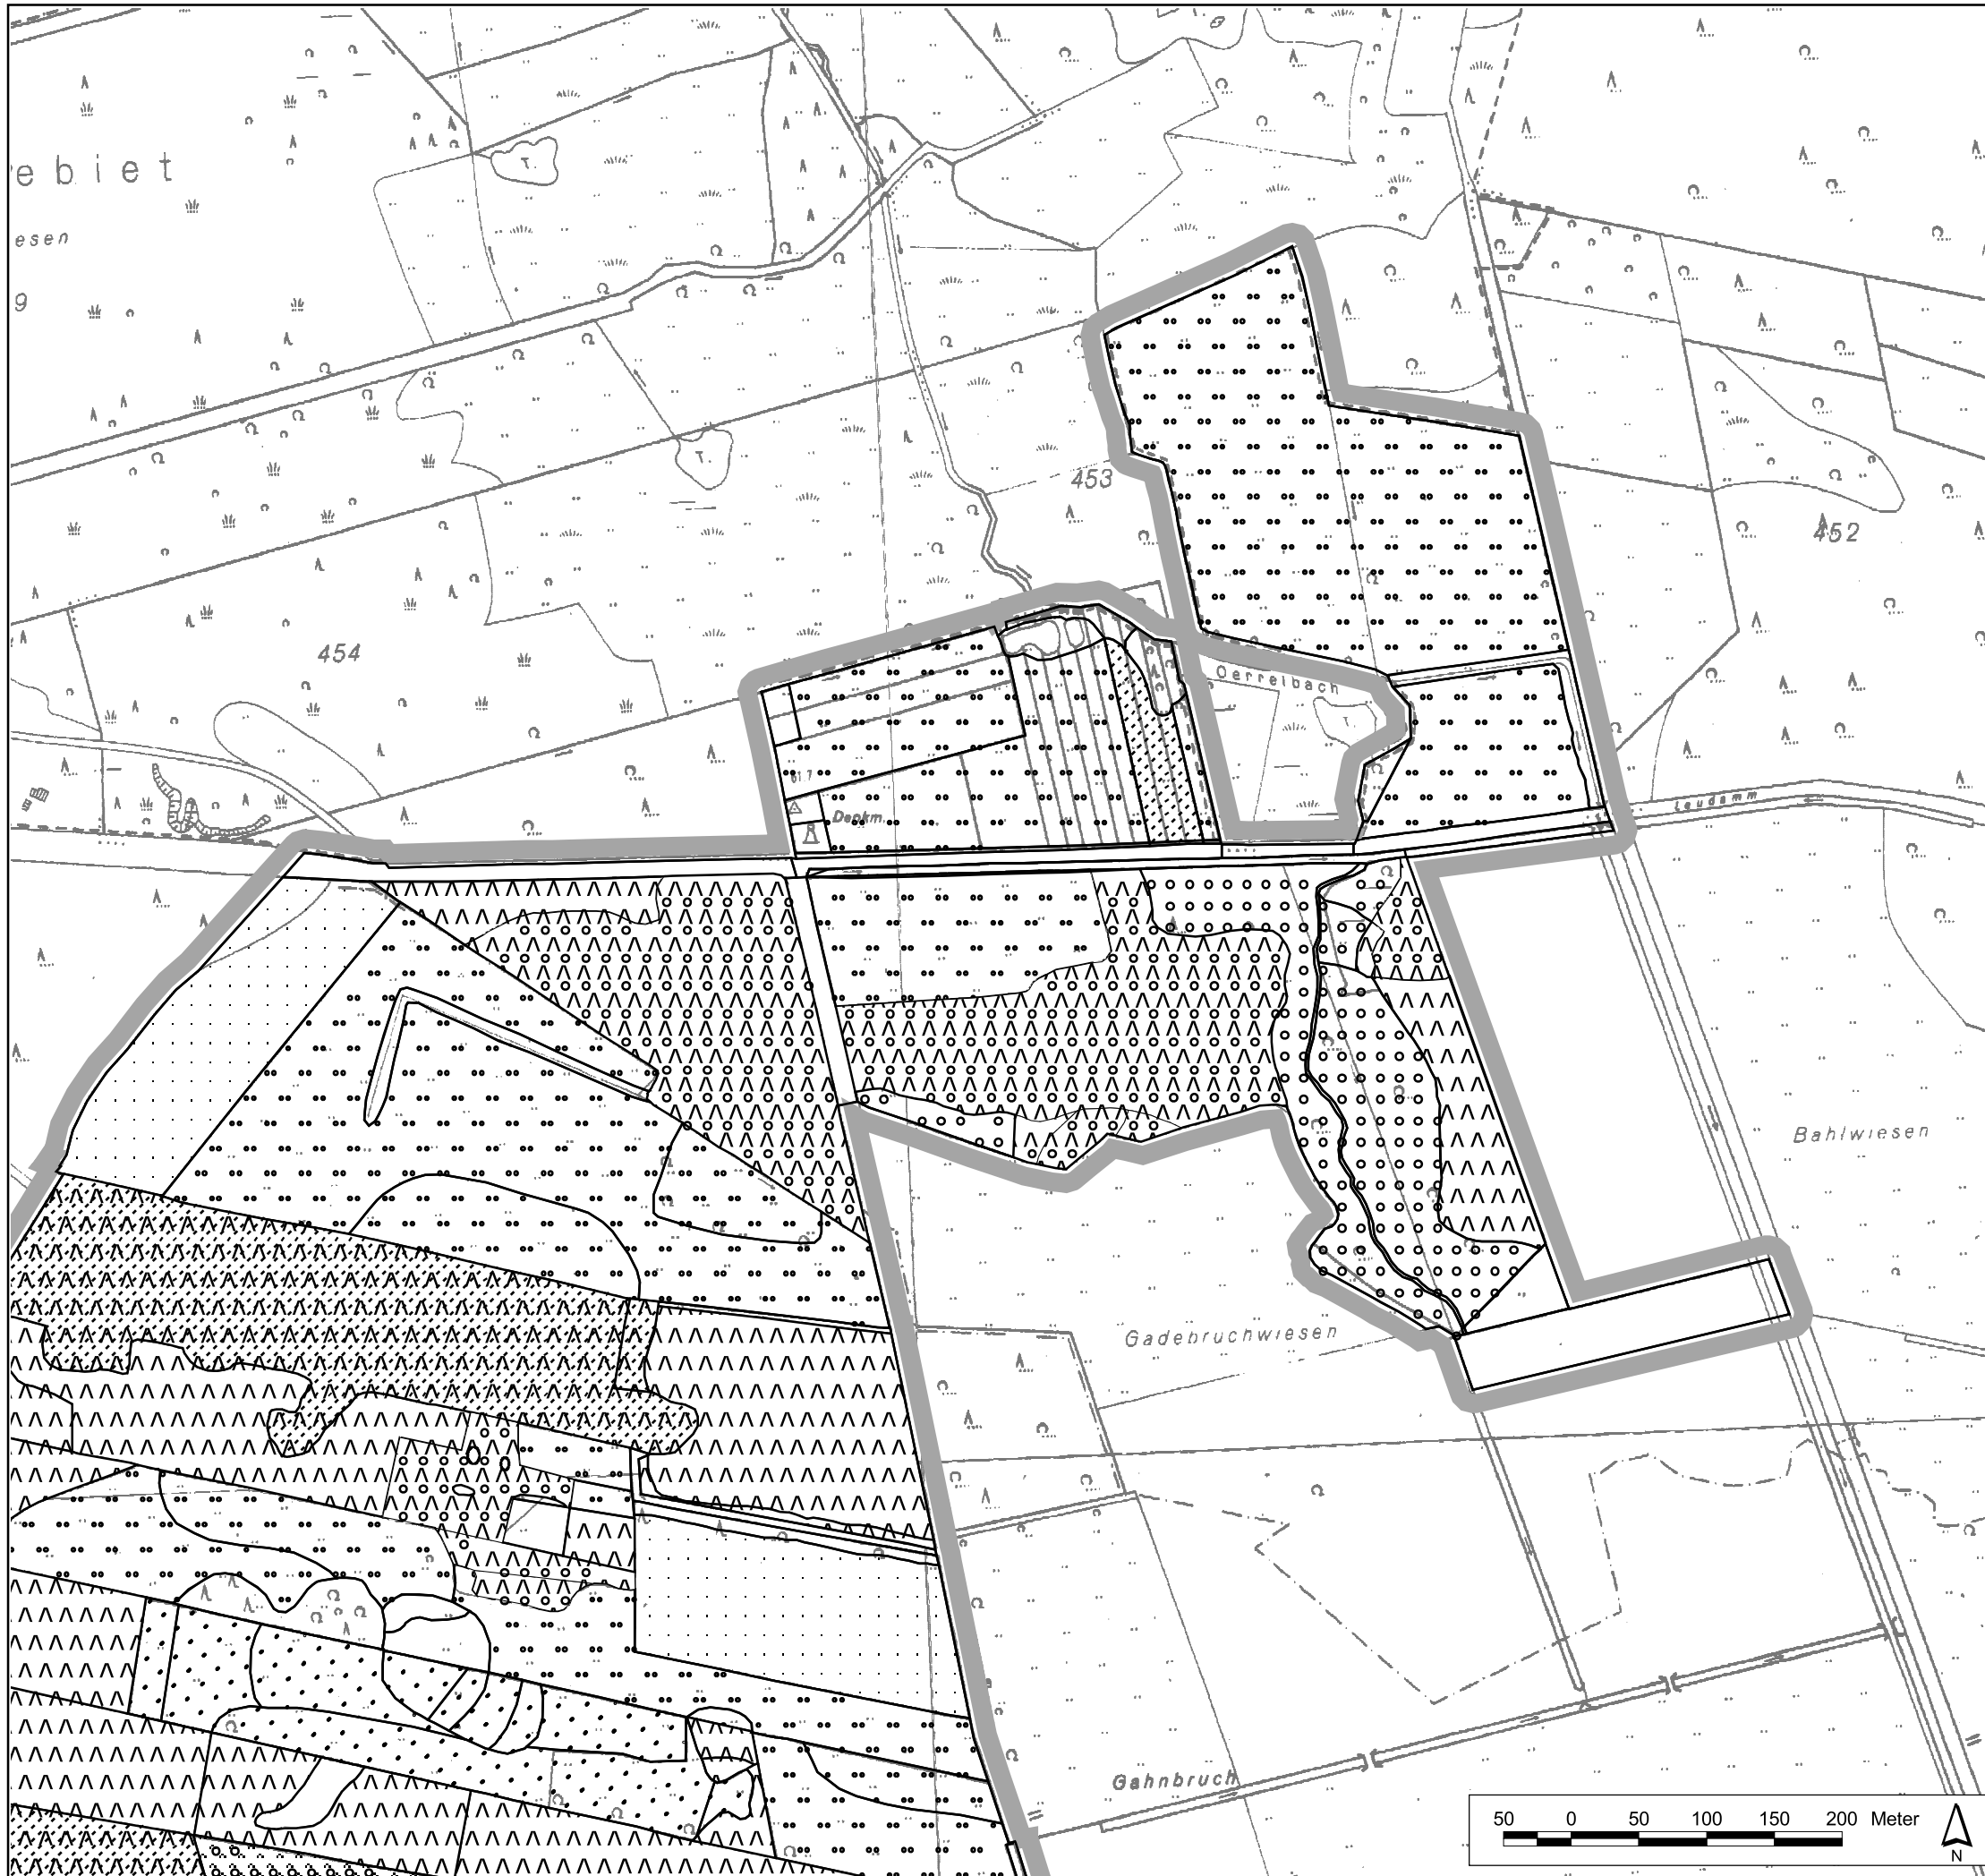 ebiet
esen
9
453
452
454
Oerrelbach
T.
T.
T.
Denkm.
Leudamm
Bahlwiesen
Gadebruchwiesen
Gahnbruch
50 0 50 100 150 200 Meter
N